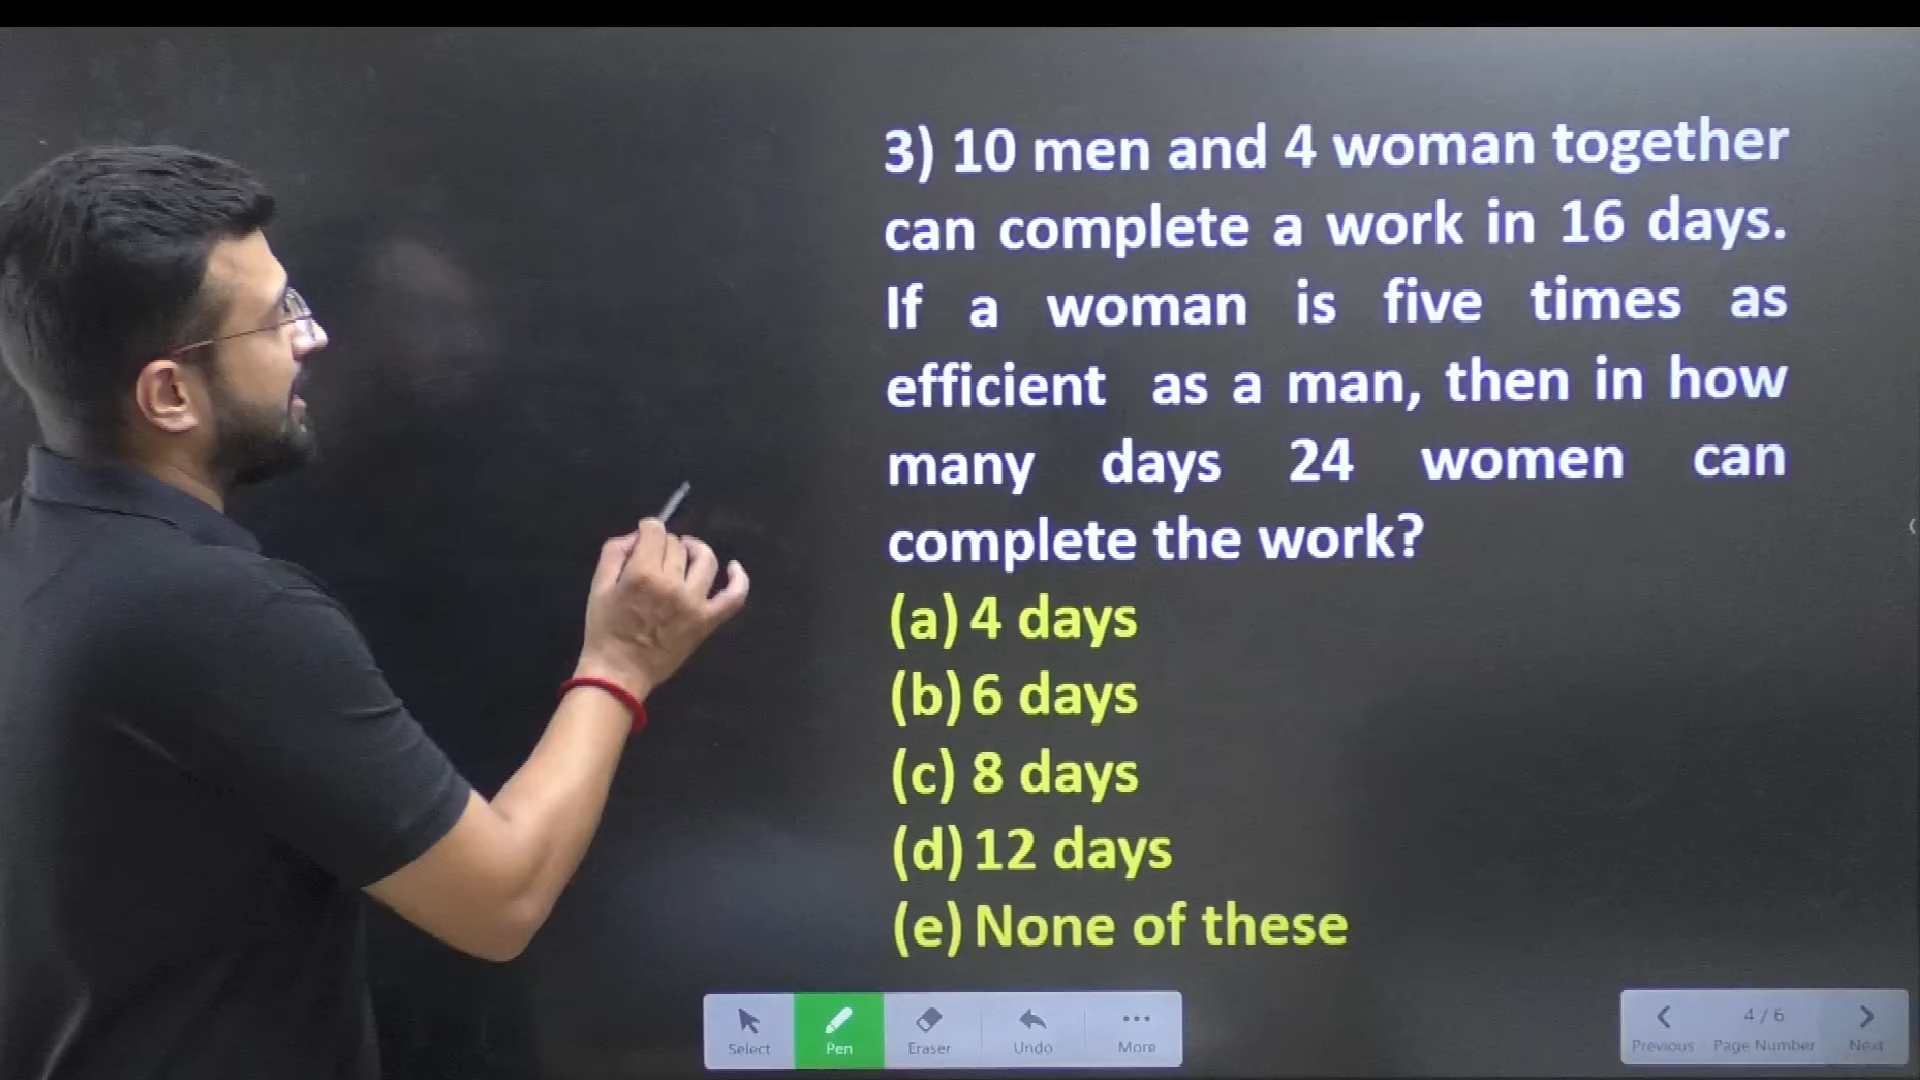 3) 10 men and 4 woman together
can complete a work in 16 days.
If a woman is five times as
efficient as a man, then in how
many days 24 women can
complete the work?
(a) 4 days
(b) 6 days
(c) 8 days
(d) 12 days
(e) None of these
Select Pen Eraser Undo More
4 / 6
Previous Page Number Next